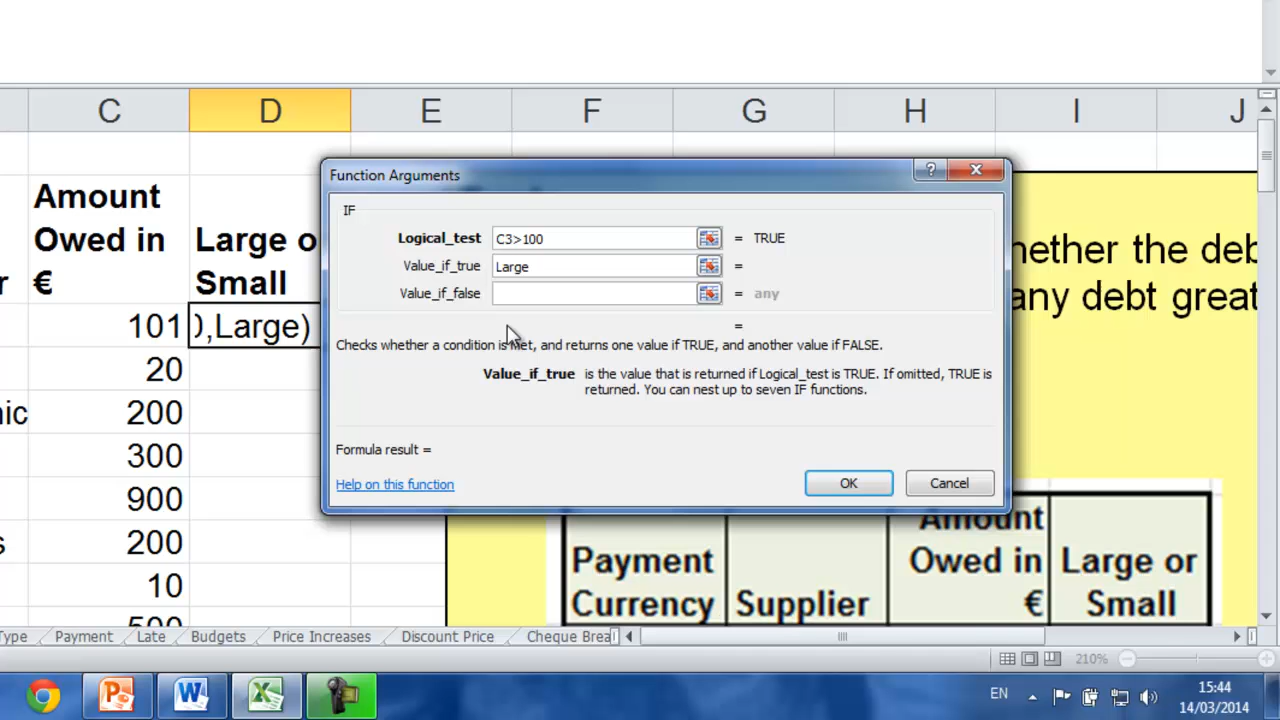 C D E F G H I J
Amount
Owed in
€
r
Large o
Small
101
0,Large)
20
nic
200
300
900
s
200
10
500
Function Arguments
?
IF
Logical_test C3>100 = TRUE
Value_if_true Large =
Value_if_false = any
=
Checks whether a condition is met, and returns one value if TRUE, and another value if FALSE.
Value_if_true is the value that is returned if Logical_test is TRUE. If omitted, TRUE is
returned. You can nest up to seven IF functions.
Formula result =
Help on this function
OK Cancel
hether the deb
any debt great
Payment
Currency
Supplier
Amount
Owed in
€
Large or
Small
Type Payment Late Budgets Price Increases Discount Price Cheque Brea
210%
EN
15:44
14/03/2014